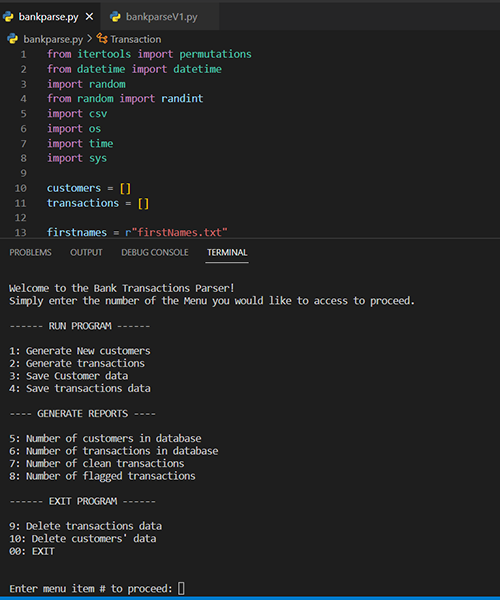 bankparse.py
bankparseV1.py
bankparse.py > Transaction
1 from itertools import permutations
2 from datetime import datetime
3 import random
4 from random import randint
5 import csv
6 import os
7 import time
8 import sys
9
10 customers = []
11 transactions = []
12
13 firstnames = r"firstNames.txt"
PROBLEMS OUTPUT DEBUG CONSOLE TERMINAL
Welcome to the Bank Transactions Parser!
Simply enter the number of the Menu you would like to access to proceed.
------ RUN PROGRAM ------
1: Generate New customers
2: Generate transactions
3: Save Customer data
4: Save transactions data
---- GENERATE REPORTS ----
5: Number of customers in database
6: Number of transactions in database
7: Number of clean transactions
8: Number of flagged transactions
------ EXIT PROGRAM ------
9: Delete transactions data
10: Delete customers' data
00: EXIT
Enter menu item # to proceed: